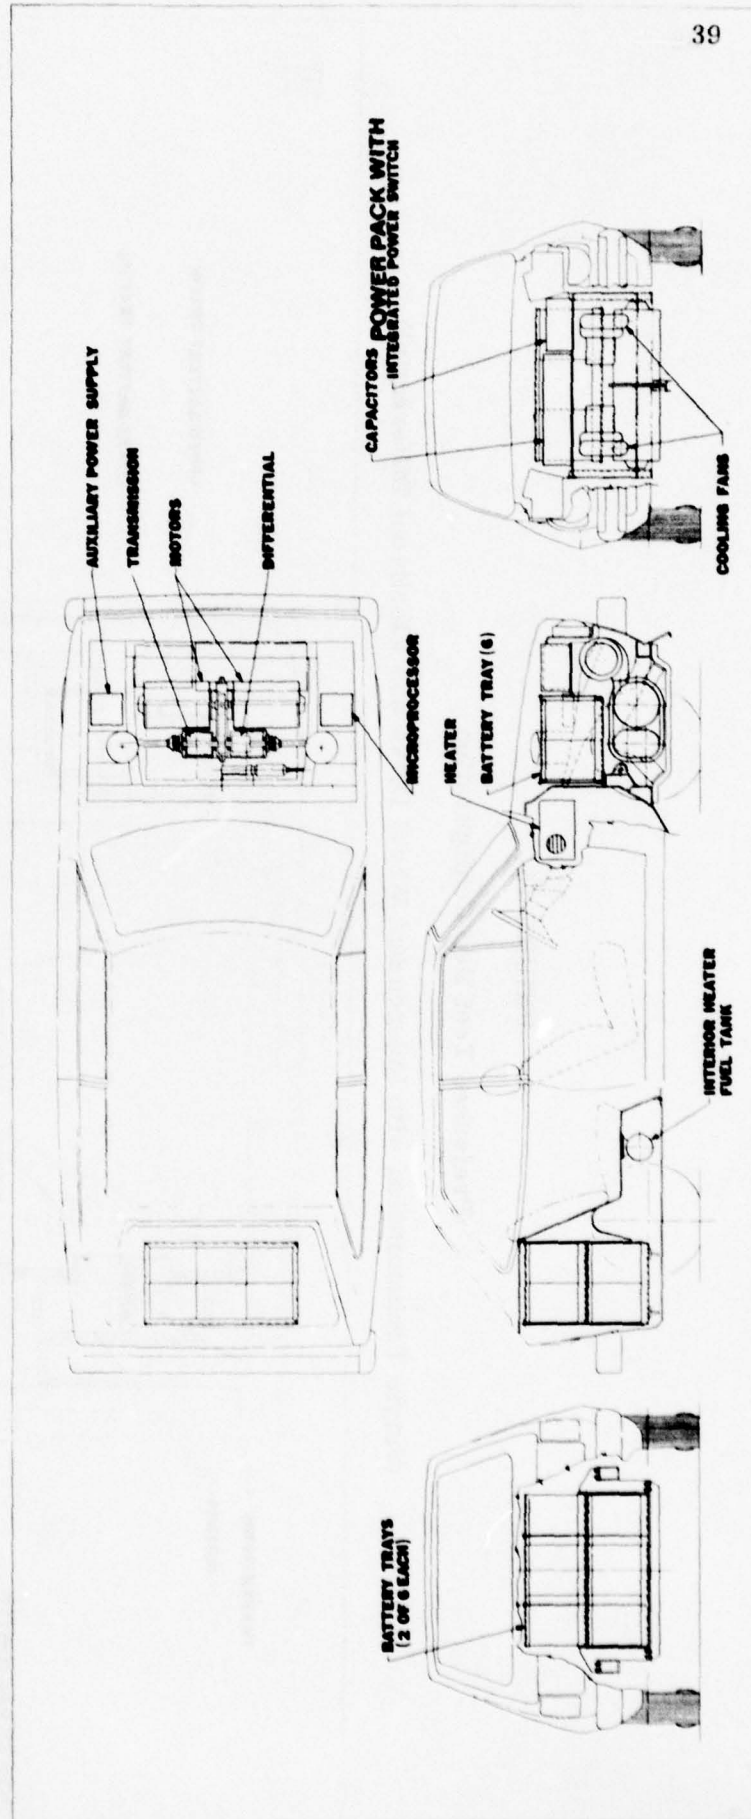 39
AUXILIARY POWER SUPPLY
TRANSMISSION
MOTORS
DIFFERENTIAL
MICROPROCESSOR
HEATER
BATTERY TRAY (6)
CAPACITORS
POWER PACK WITH
INTEGRATED POWER SWITCH
COOLING FANS
INTERIOR HEATER
FUEL TANK
BATTERY TRAYS
(2 OF 6 EACH)